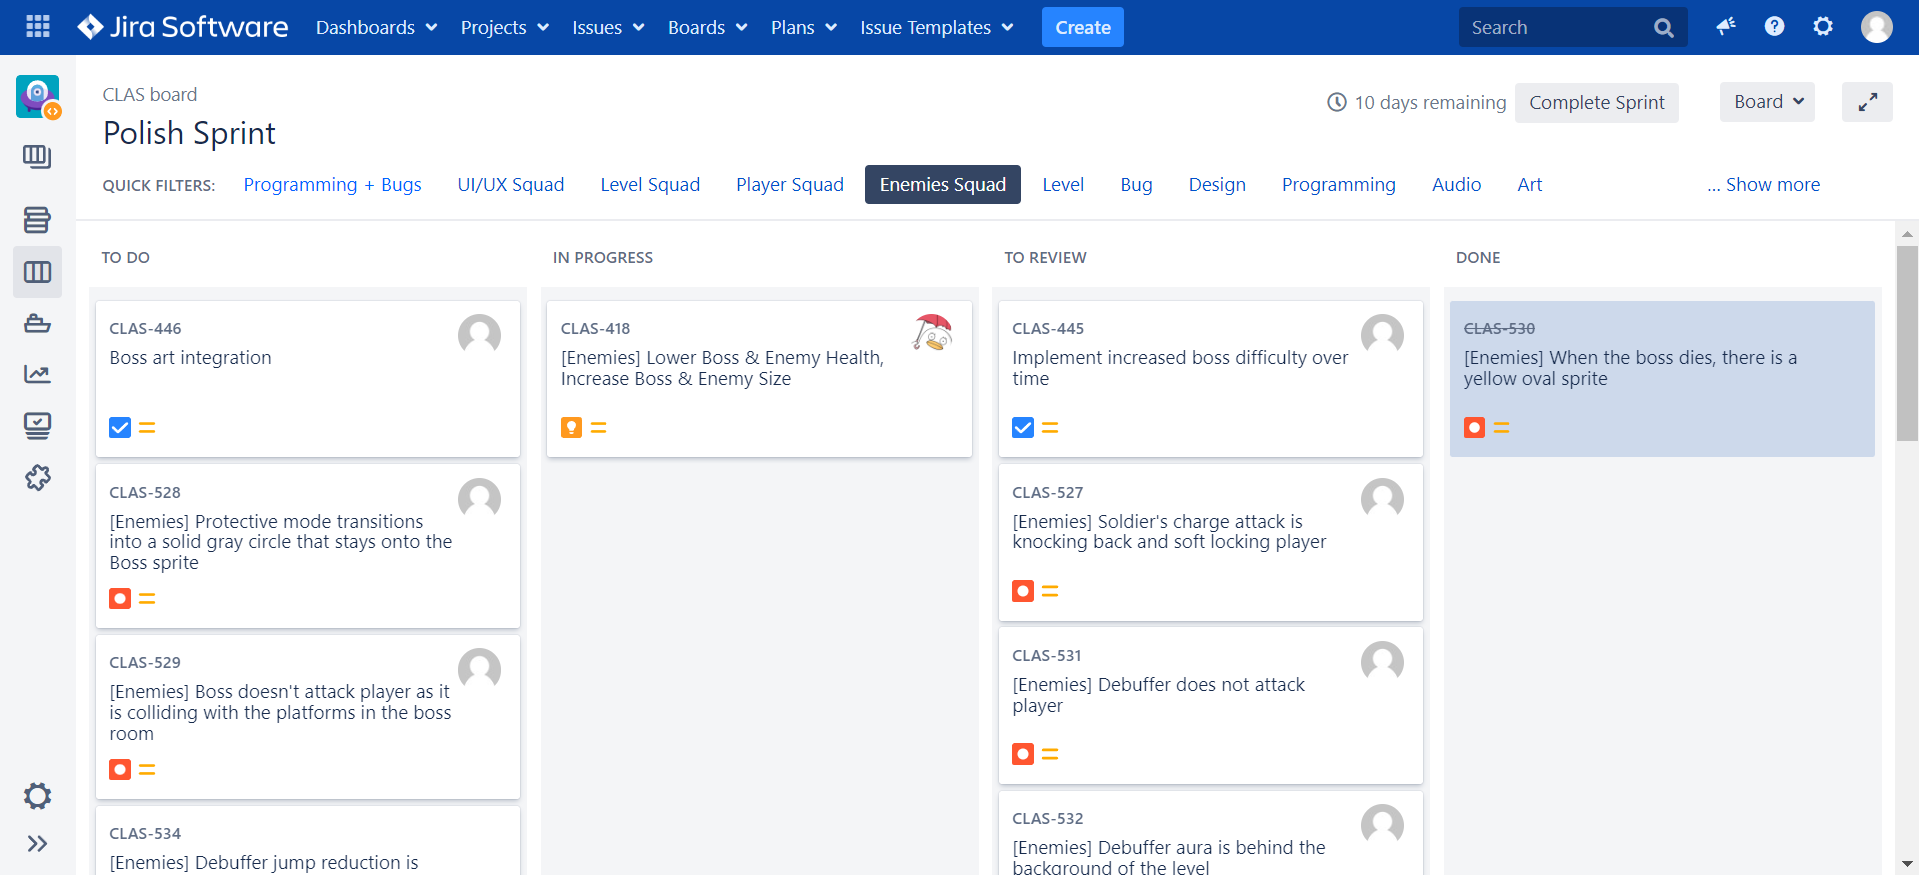 Jira Software Dashboards Projects Issues Boards Plans Issue Templates Create Search
CLAS board
Polish Sprint
10 days remaining Complete Sprint Board
QUICK FILTERS: Programming + Bugs UI/UX Squad Level Squad Player Squad Enemies Squad Level Bug Design Programming Audio Art ... Show more
TO DO
CLAS-446
Boss art integration
CLAS-528
[Enemies] Protective mode transitions
into a solid gray circle that stays onto the
Boss sprite
CLAS-529
[Enemies] Boss doesn't attack player as it
is colliding with the platforms in the boss
room
CLAS-534
[Enemies] Debuffer jump reduction is
IN PROGRESS
CLAS-418
[Enemies] Lower Boss & Enemy Health,
Increase Boss & Enemy Size
TO REVIEW
CLAS-445
Implement increased boss difficulty over
time
CLAS-527
[Enemies] Soldier's charge attack is
knocking back and soft locking player
CLAS-531
[Enemies] Debuffer does not attack
player
CLAS-532
[Enemies] Debuffer aura is behind the
background of the level
DONE
CLAS-530
[Enemies] When the boss dies, there is a
yellow oval sprite